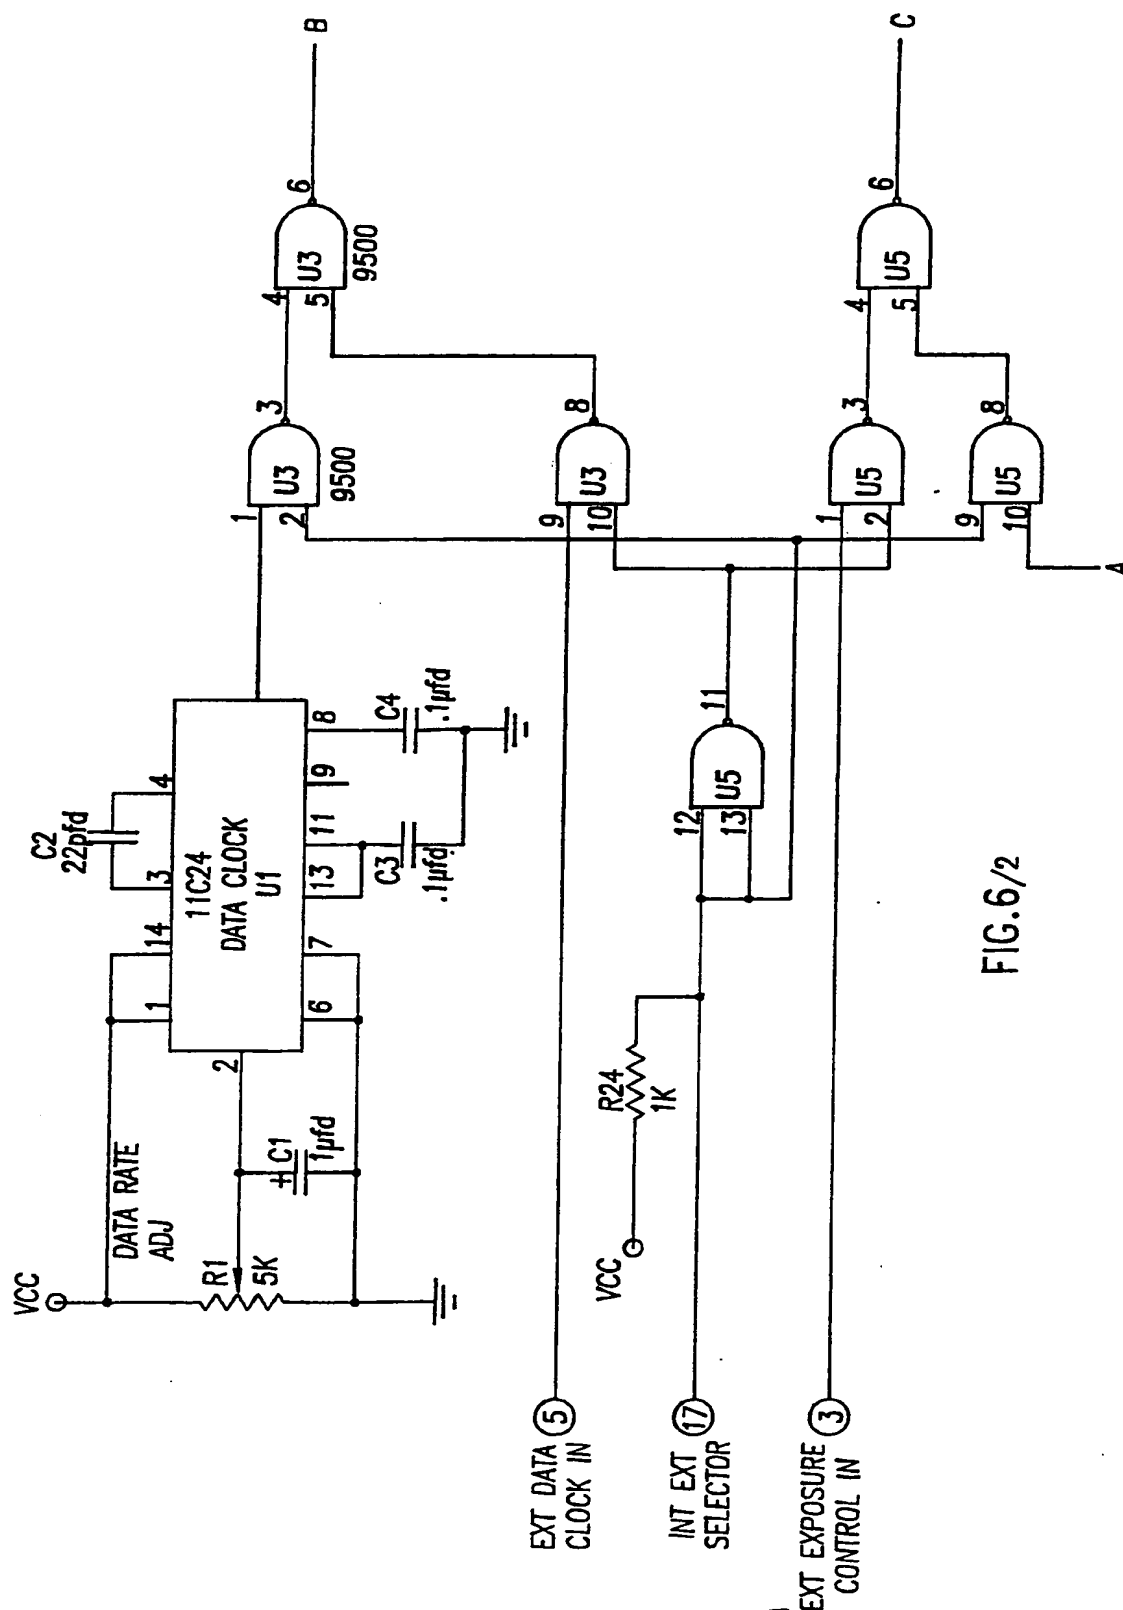 VCC
DATA RATE
ADJ
R1
5K
+
C1
1µfd
2
1
14
3
4
C2
22pfd
11C24
DATA CLOCK
U1
6
7
13
11
9
8
C3
.1µfd.
C4
.1µfd
1
2
U3
3
9500
4
5
U3
6
9500
B
EXT DATA
CLOCK IN
5
9
10
U3
8
INT EXT
SELECTOR
17
VCC
R24
1K
12
13
U5
11
EXT EXPOSURE
CONTROL IN
3
1
2
U5
3
4
5
U5
6
C
9
10
U5
8
A
FIG.6/2